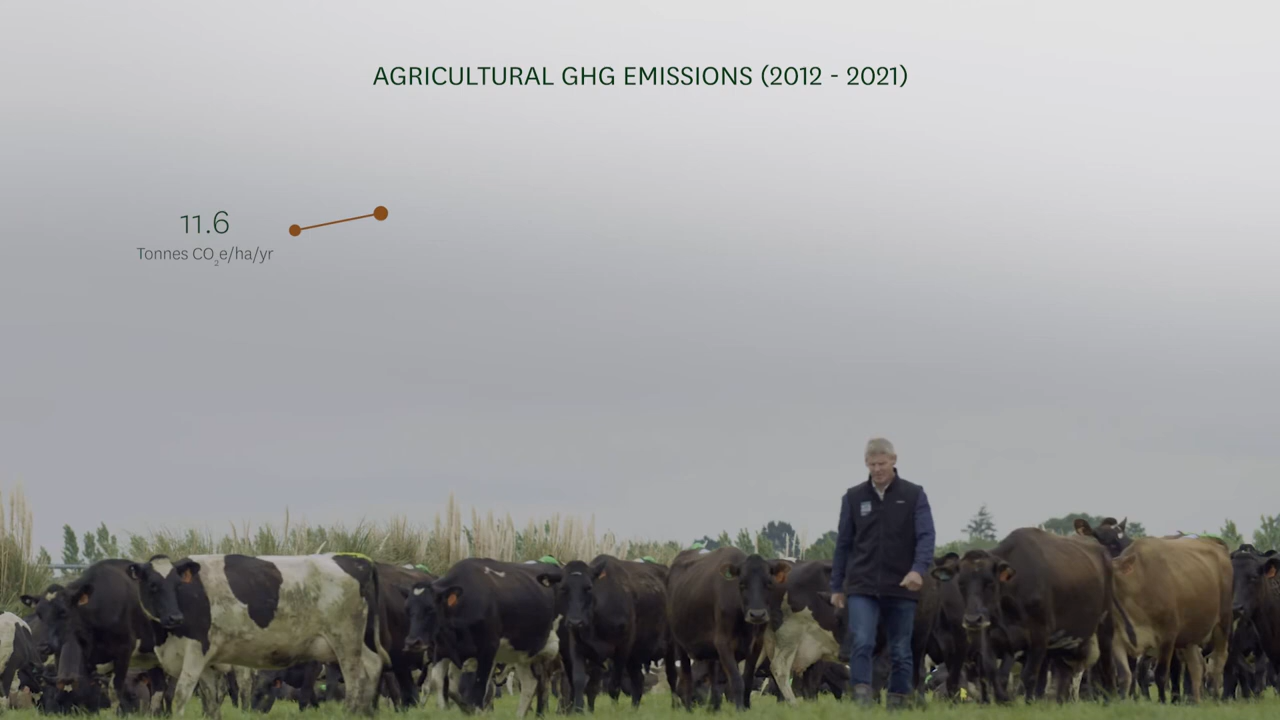 AGRICULTURAL GHG EMISSIONS (2012 - 2021)
11.6
Tonnes CO₂e/ha/yr